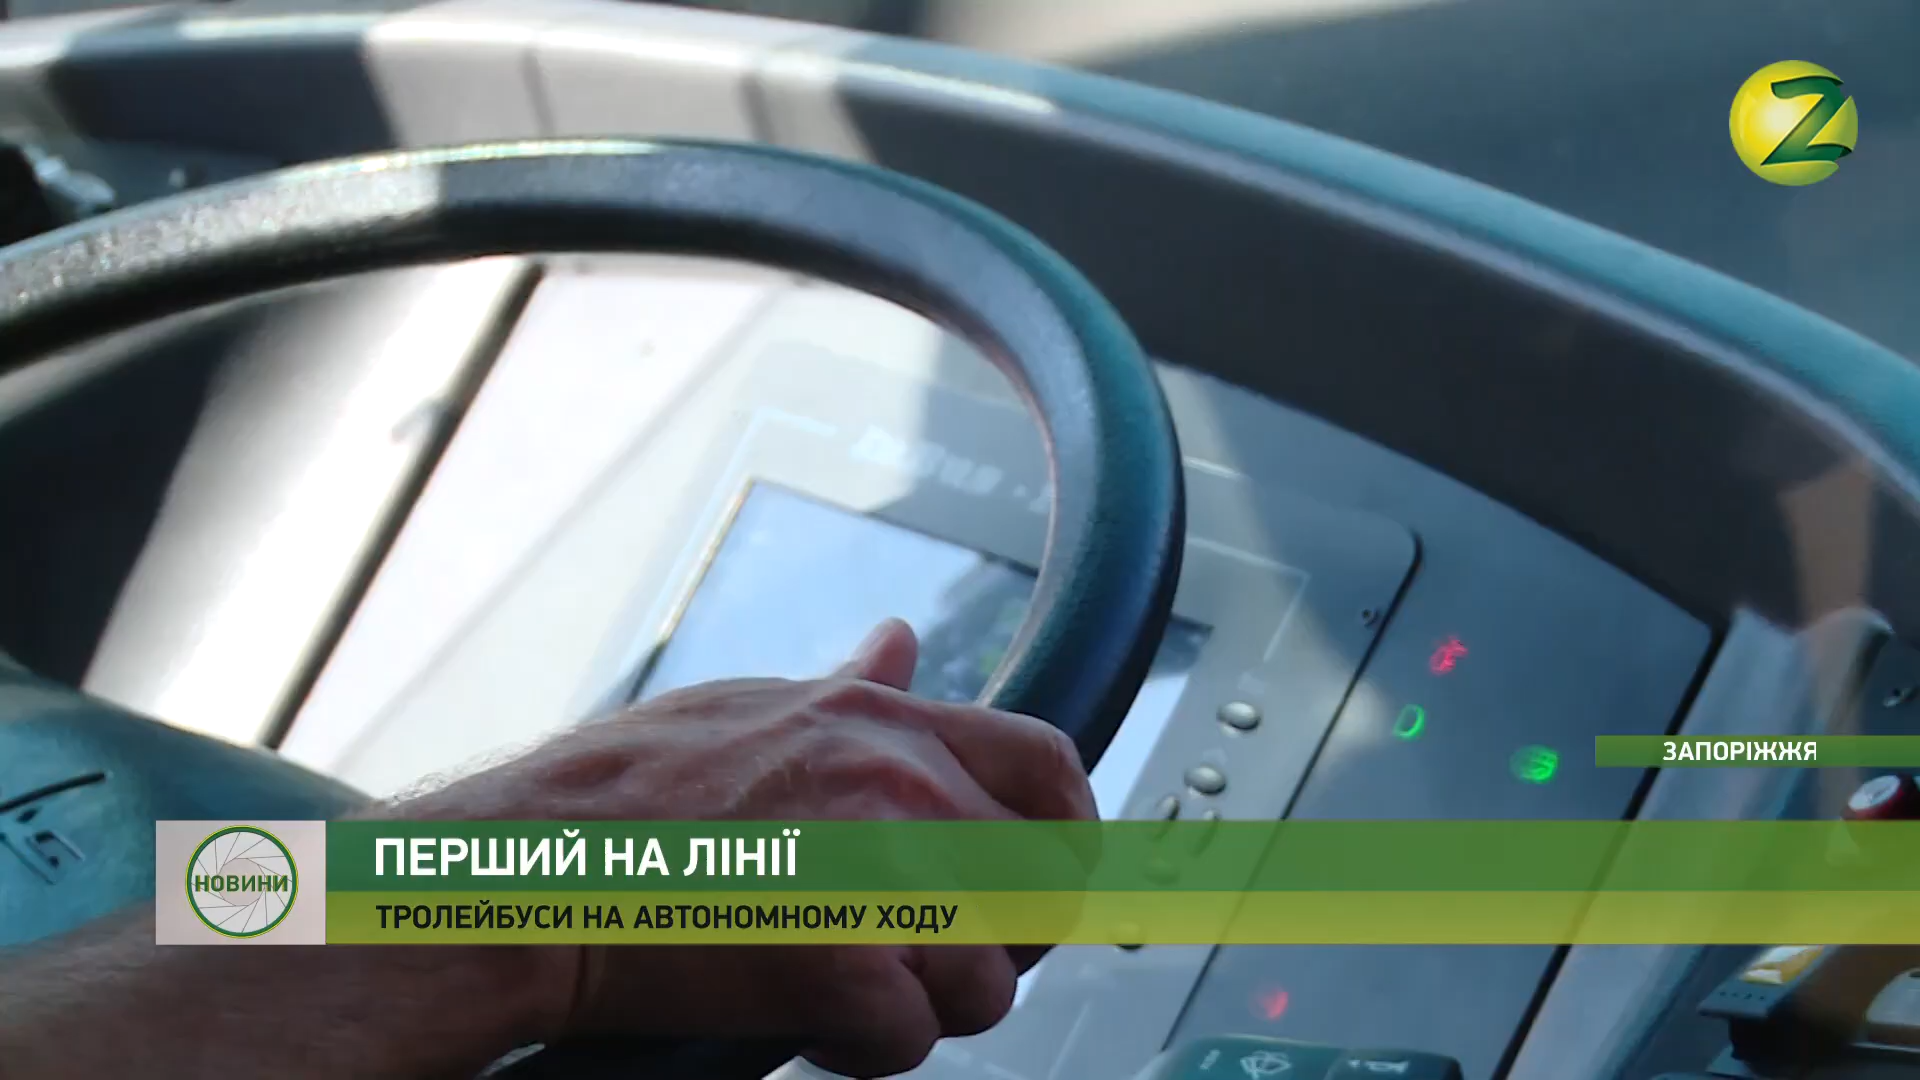 Z
ЗАПОРІЖЖЯ
ПЕРШИЙ НА ЛІНІЇ
НОВИНИ
ТРОЛЕЙБУСИ НА АВТОНОМНОМУ ХОДУ